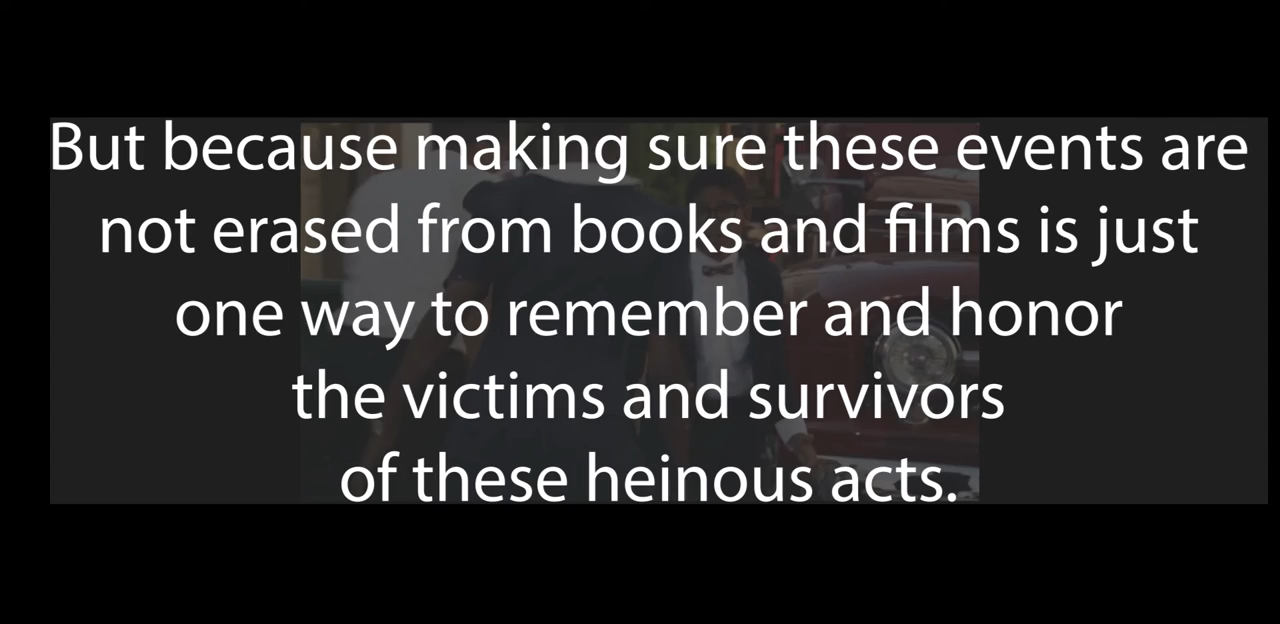 But because making sure these events are
not erased from books and films is just
one way to remember and honor
the victims and survivors
of these heinous acts.